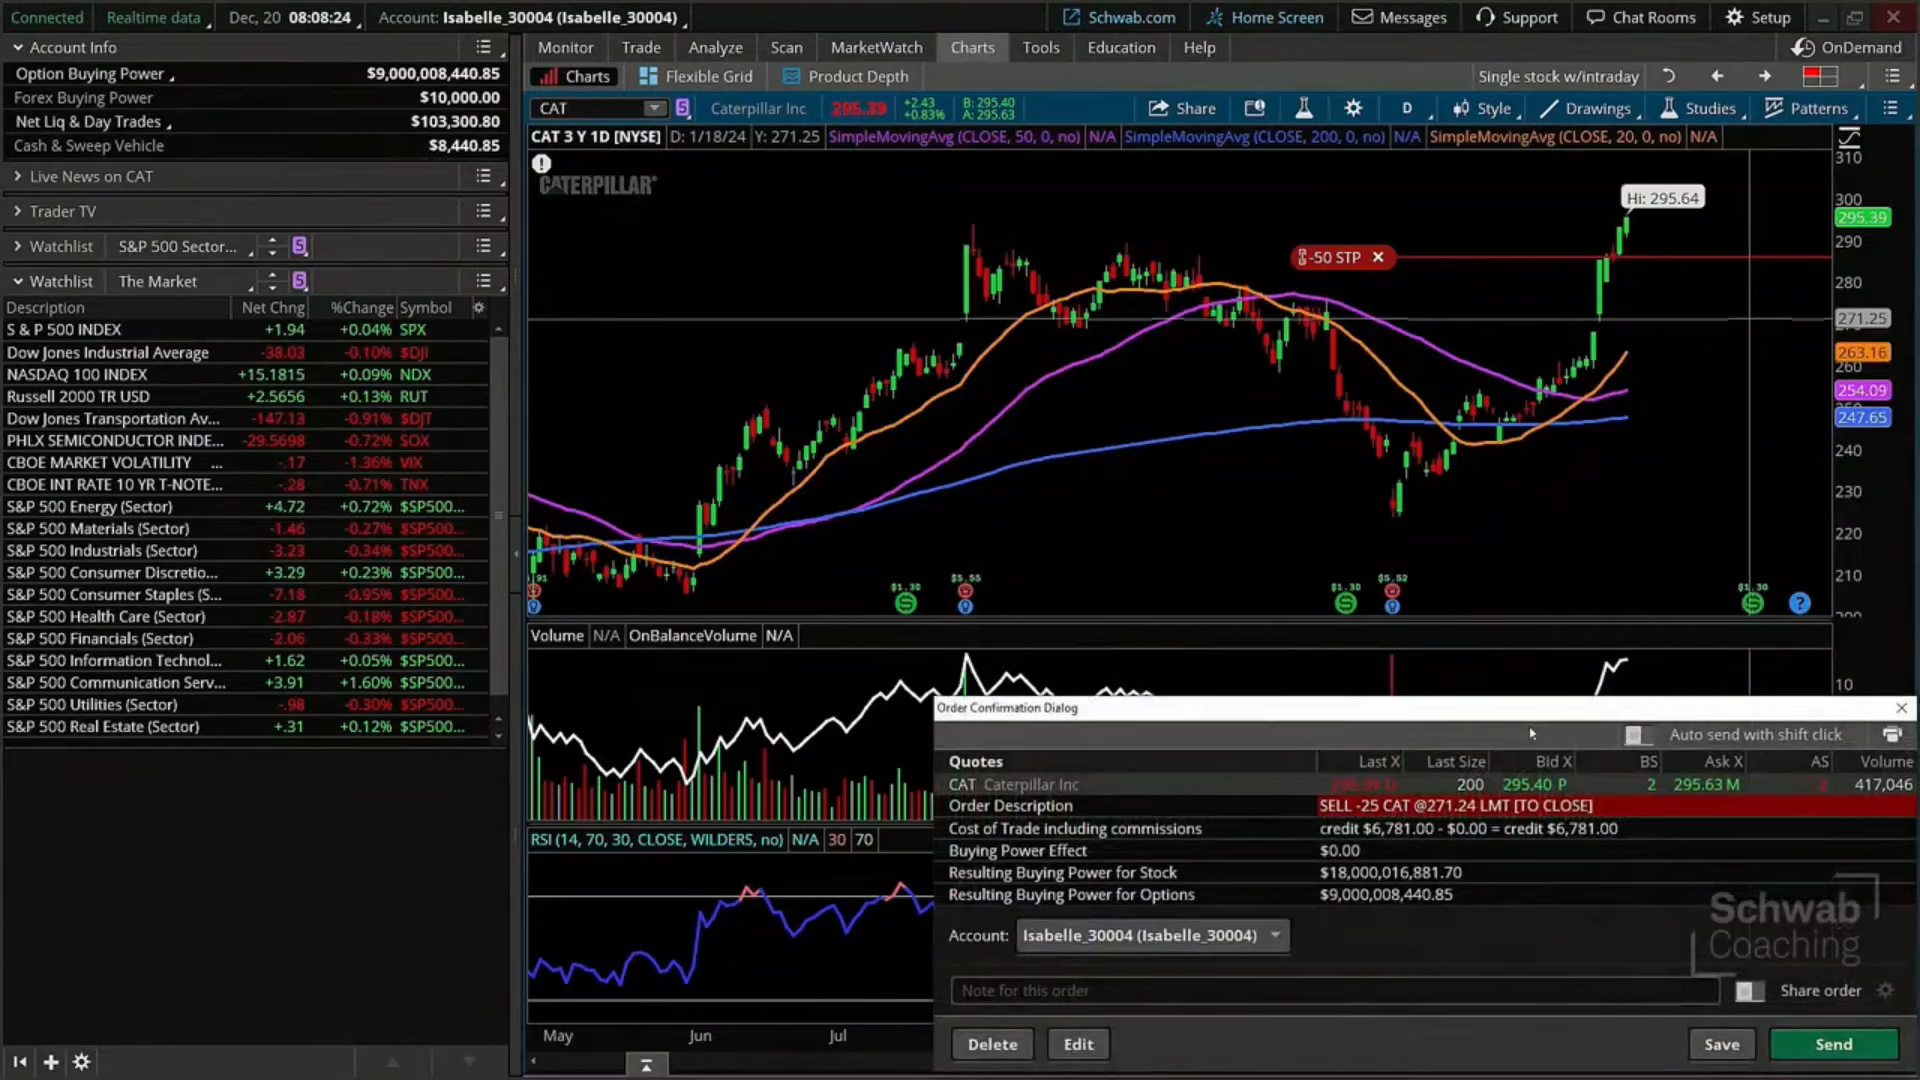 Connected Realtime data Dec, 20 08:08:24 Account: Isabelle_30004 (Isabelle_30004) Schwab.com Home Screen Messages Support Chat Rooms Setup
Account Info
Option Buying Power $9,000,008,440.85
Forex Buying Power $10,000.00
Net Liq & Day Trades $103,300.80
Cash & Sweep Vehicle $8,440.85
Live News on CAT
Trader TV
Watchlist S&P 500 Sector... 5
Watchlist The Market 5
Description Net Chng %Change Symbol
S & P 500 INDEX +1.94 +0.04% SPX
Dow Jones Industrial Average -38.03 -0.10% $DJI
NASDAQ 100 INDEX +15.1815 +0.09% NDX
Russell 2000 TR USD +2.5656 +0.13% RUT
Dow Jones Transportation Av... -147.13 -0.91% $DJT
PHLX SEMICONDUCTOR INDE... -29.5698 -0.72% SOX
CBOE MARKET VOLATILITY ... -.17 -1.36% VIX
CBOE INT RATE 10 YR T-NOTE... -.28 -0.71% TNX
S&P 500 Energy (Sector) +4.72 +0.72% $SP500...
S&P 500 Materials (Sector) -1.46 -0.27% $SP500...
S&P 500 Industrials (Sector) -3.23 -0.34% $SP500...
S&P 500 Consumer Discretio... +3.29 +0.23% $SP500...
S&P 500 Consumer Staples (S... -7.18 -0.95% $SP500...
S&P 500 Health Care (Sector) -2.87 -0.18% $SP500...
S&P 500 Financials (Sector) -2.06 -0.33% $SP500...
S&P 500 Information Technol... +1.62 +0.05% $SP500...
S&P 500 Communication Serv... +3.91 +1.60% $SP500...
S&P 500 Utilities (Sector) -.98 -0.30% $SP500...
S&P 500 Real Estate (Sector) +.31 +0.12% $SP500...
Monitor Trade Analyze Scan MarketWatch Charts Tools Education Help OnDemand
Charts Flexible Grid Product Depth Single stock w/intraday
CAT 5 Caterpillar Inc 295.39 +2.43 +0.83% B: 295.40 A: 295.63 Share D Style Drawings Studies Patterns
CAT 3 Y 1D [NYSE] D: 1/18/24 Y: 271.25 SimpleMovingAvg (CLOSE, 50, 0, no) N/A SimpleMovingAvg (CLOSE, 200, 0, no) N/A SimpleMovingAvg (CLOSE, 20, 0, no) N/A
CATERPILLAR
Hi: 295.64
-50 STP
310
300
295.39
290
280
271.25
263.16
260
254.09
247.65
240
230
220
210
.91 $1.30 $5.55 $1.30 $5.52 $1.30
Volume N/A OnBalanceVolume N/A
10
RSI (14, 70, 30, CLOSE, WILDERS, no) N/A 30 70
May Jun Jul
Order Confirmation Dialog
Auto send with shift click
Quotes Last X Last Size Bid X BS Ask X AS Volume
CAT Caterpillar Inc 200 295.40 P 2 295.63 M 417,046
Order Description SELL -25 CAT @271.24 LMT [TO CLOSE]
Cost of Trade including commissions credit $6,781.00 - $0.00 = credit $6,781.00
Buying Power Effect $0.00
Resulting Buying Power for Stock $18,000,016,881.70
Resulting Buying Power for Options $9,000,008,440.85
Account: Isabelle_30004 (Isabelle_30004)
Schwab
Coaching
Note for this order Share order
Delete Edit Save Send